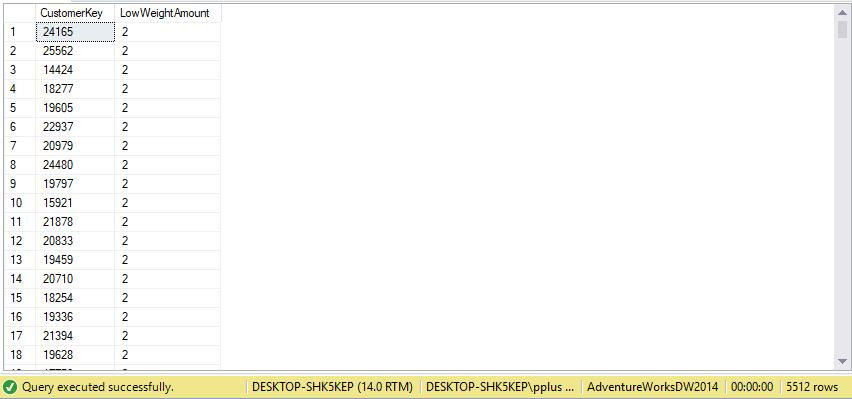 CustomerKey LowWeightAmount
1 24165 2
2 25562 2
3 14424 2
4 18277 2
5 19605 2
6 22937 2
7 20979 2
8 24480 2
9 19797 2
10 15921 2
11 21878 2
12 20833 2
13 19459 2
14 20710 2
15 18254 2
16 19336 2
17 21394 2
18 19628 2
Query executed successfully. DESKTOP-SHK5KEP (14.0 RTM) DESKTOP-SHK5KEP\pplus ... AdventureWorksDW2014 00:00:00 5512 rows